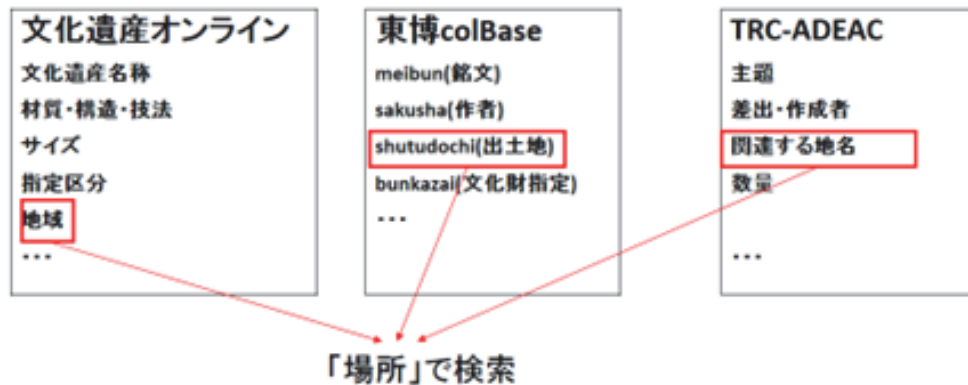 文化遺産オンライン
文化遺産名称
材質・構造・技法
サイズ
指定区分
地域
・・・
東博colBase
meibun(銘文)
sakusha(作者)
shutudochi(出土地)
bunkazai(文化財指定)
・・・
TRC-ADEAC
主題
差出・作成者
関連する地名
数量
・・・
「場所」で検索